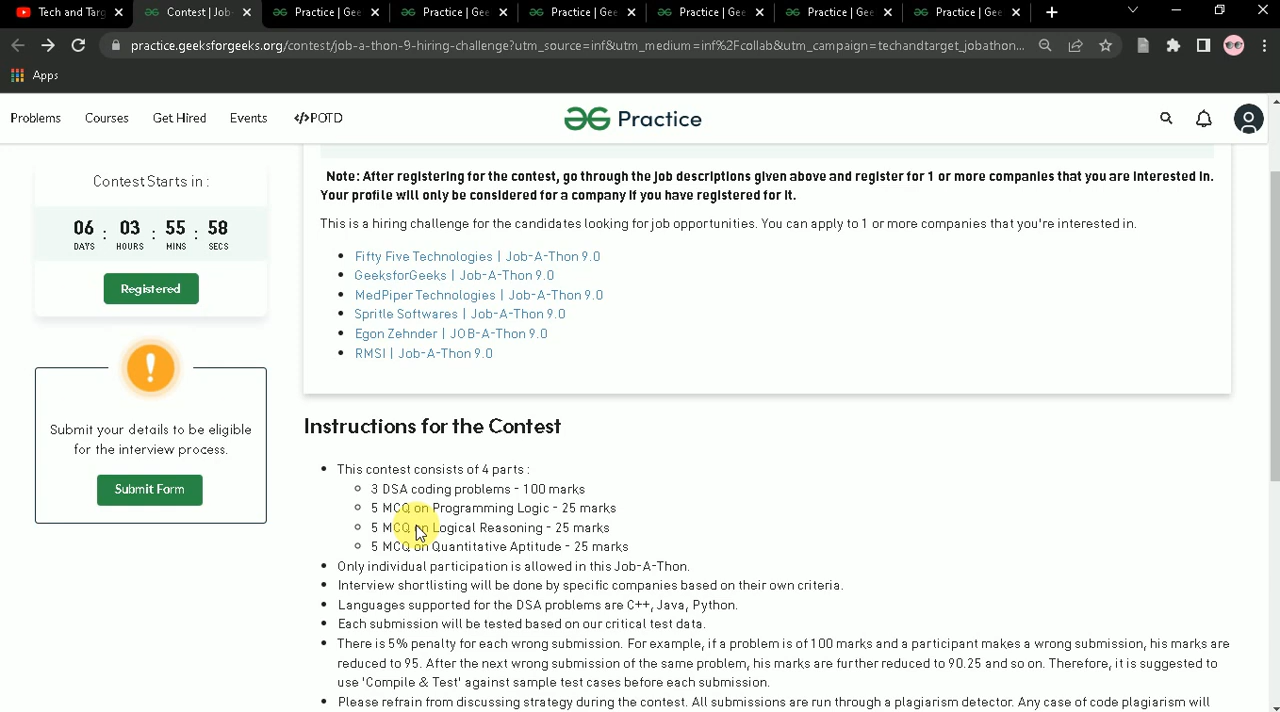 Tech and Targ
Contest | Job-
Practice | Gee
Practice | Gee
Practice | Gee
Practice | Gee
Practice | Gee
Practice | Gee
practice.geeksforgeeks.org/contest/job-a-thon-9-hiring-challenge?utm_source=inf&utm_medium=inf%2Fcollab&utm_campaign=techandtarget_jobathon...
Apps
Problems Courses Get Hired Events </>POTD
Practice
Contest Starts in :
06 : 03 : 55 : 58
DAYS HOURS MINS SECS
Registered
Submit your details to be eligible
for the interview process.
Submit Form
Note: After registering for the contest, go through the job descriptions given above and register for 1 or more companies that you are interested in.
Your profile will only be considered for a company if you have registered for it.
This is a hiring challenge for the candidates looking for job opportunities. You can apply to 1 or more companies that you're interested in.
• Fifty Five Technologies | Job-A-Thon 9.0
• GeeksforGeeks | Job-A-Thon 9.0
• MedPiper Technologies | Job-A-Thon 9.0
• Spritle Softwares | Job-A-Thon 9.0
• Egon Zehnder | JOB-A-Thon 9.0
• RMSI | Job-A-Thon 9.0
Instructions for the Contest
• This contest consists of 4 parts :
◦ 3 DSA coding problems - 100 marks
◦ 5 MCQ on Programming Logic - 25 marks
◦ 5 MCQ on Logical Reasoning - 25 marks
◦ 5 MCQ on Quantitative Aptitude - 25 marks
• Only individual participation is allowed in this Job-A-Thon.
• Interview shortlisting will be done by specific companies based on their own criteria.
• Languages supported for the DSA problems are C++, Java, Python.
• Each submission will be tested based on our critical test data.
• There is 5% penalty for each wrong submission. For example, if a problem is of 100 marks and a participant makes a wrong submission, his marks are
reduced to 95. After the next wrong submission of the same problem, his marks are further reduced to 90.25 and so on. Therefore, it is suggested to
use 'Compile & Test' against sample test cases before each submission.
• Please refrain from discussing strategy during the contest. All submissions are run through a plagiarism detector. Any case of code plagiarism will